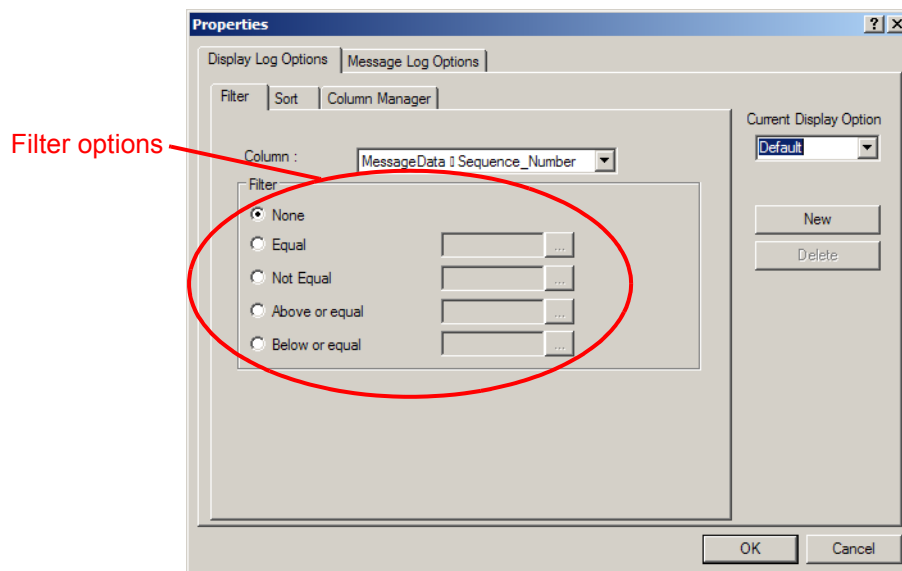 Properties
Display Log Options
Message Log Options
Filter
Sort
Column Manager
Current Display Option
Default
Filter options
Column :
MessageData ▯ Sequence_Number
Filter
None
New
Equal
...
Delete
Not Equal
...
Above or equal
...
Below or equal
...
OK
Cancel